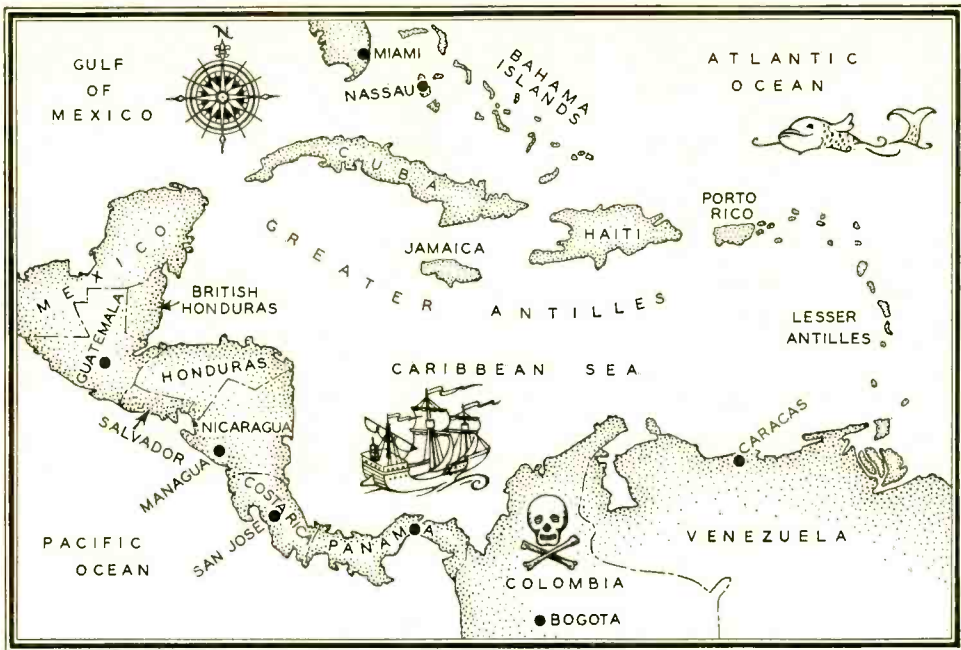 N
GULF
OF
MEXICO
MIAMI
NASSAU
BAHAMA
ISLANDS
ATLANTIC
OCEAN
CUBA
PORTO
RICO
HAITI
JAMAICA
GREATER ANTILLES
MEXICO
BRITISH
HONDURAS
GUATEMALA
LESSER
ANTILLES
HONDURAS
CARIBBEAN SEA
SALVADOR
NICARAGUA
MANAGUA
CARACAS
COSTA RICA
SAN JOSE
PANAMA
VENEZUELA
PACIFIC
OCEAN
COLOMBIA
BOGOTA